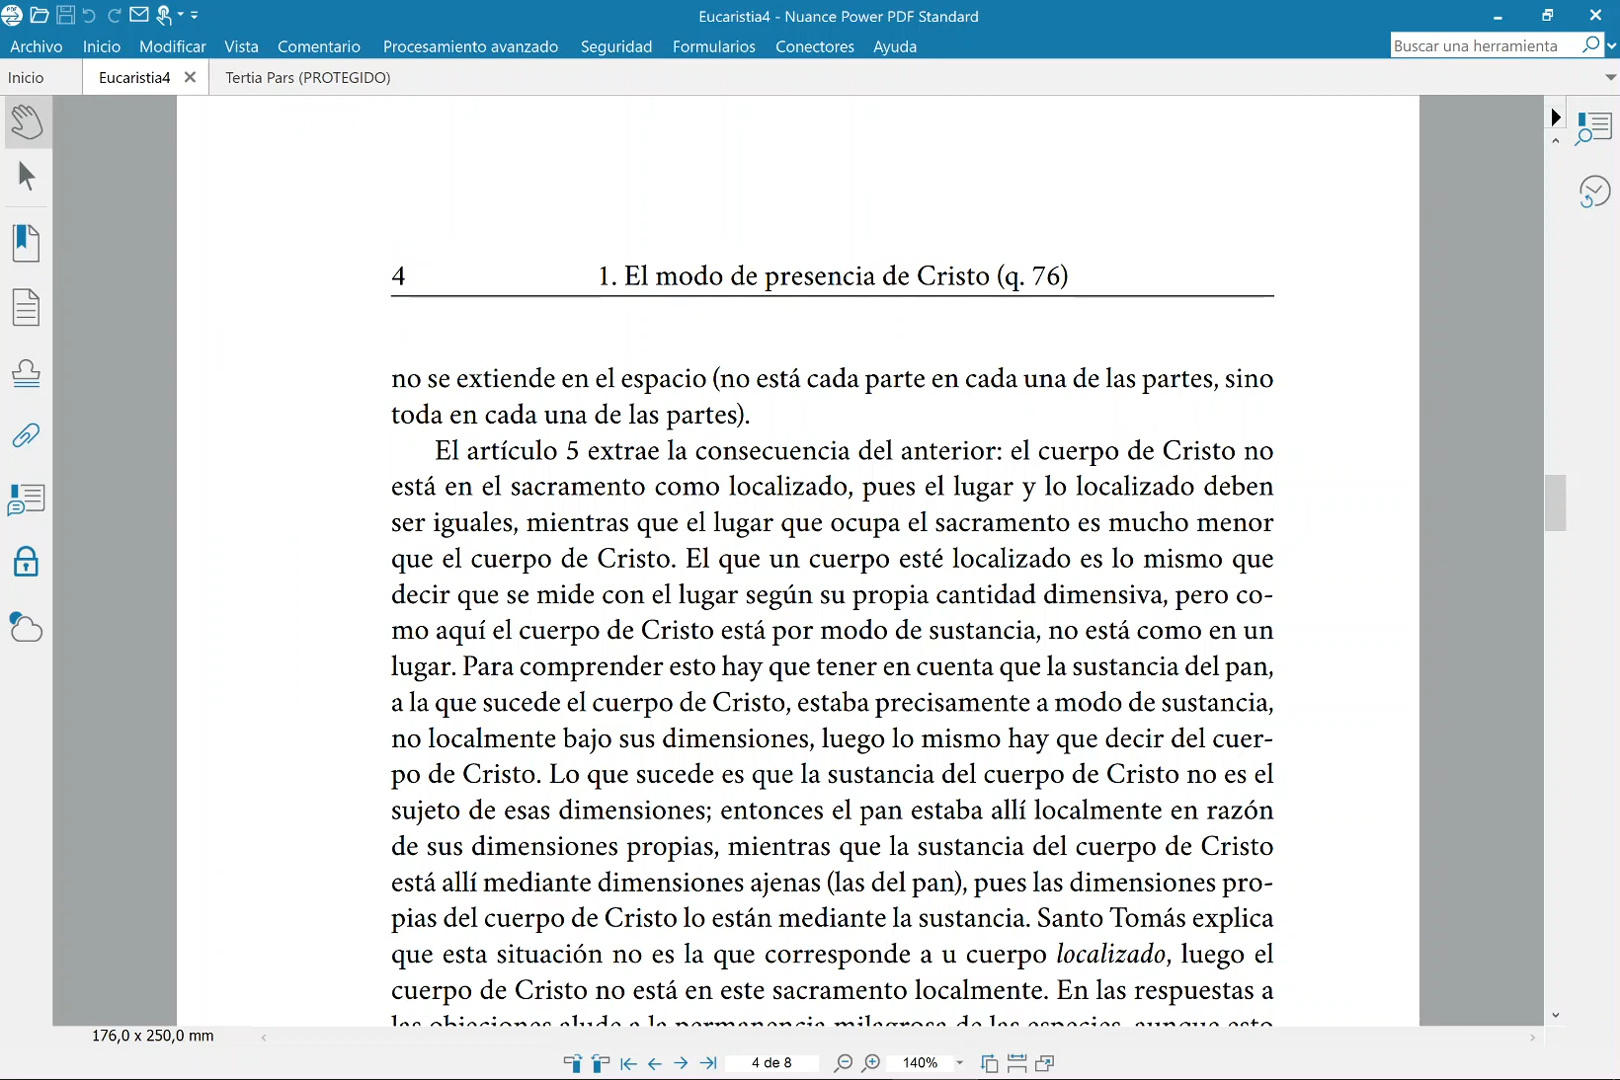 Eucaristia4 - Nuance Power PDF Standard
Archivo Inicio Modificar Vista Comentario Procesamiento avanzado Seguridad Formularios Conectores Ayuda
Buscar una herramienta
Inicio Eucaristia4 Tertia Pars (PROTEGIDO)
4 1. El modo de presencia de Cristo (q. 76)
no se extiende en el espacio (no está cada parte en cada una de las partes, sino
toda en cada una de las partes).
El artículo 5 extrae la consecuencia del anterior: el cuerpo de Cristo no
está en el sacramento como localizado, pues el lugar y lo localizado deben
ser iguales, mientras que el lugar que ocupa el sacramento es mucho menor
que el cuerpo de Cristo. El que un cuerpo esté localizado es lo mismo que
decir que se mide con el lugar según su propia cantidad dimensiva, pero co-
mo aquí el cuerpo de Cristo está por modo de sustancia, no está como en un
lugar. Para comprender esto hay que tener en cuenta que la sustancia del pan,
a la que sucede el cuerpo de Cristo, estaba precisamente a modo de sustancia,
no localmente bajo sus dimensiones, luego lo mismo hay que decir del cuer-
po de Cristo. Lo que sucede es que la sustancia del cuerpo de Cristo no es el
sujeto de esas dimensiones; entonces el pan estaba allí localmente en razón
de sus dimensiones propias, mientras que la sustancia del cuerpo de Cristo
está allí mediante dimensiones ajenas (las del pan), pues las dimensiones pro-
pias del cuerpo de Cristo lo están mediante la sustancia. Santo Tomás explica
que esta situación no es la que corresponde a u cuerpo localizado, luego el
cuerpo de Cristo no está en este sacramento localmente. En las respuestas a
las objeciones alude a la permanencia milagrosa de las especies, aunque esto
176,0 x 250,0 mm
4 de 8 140%